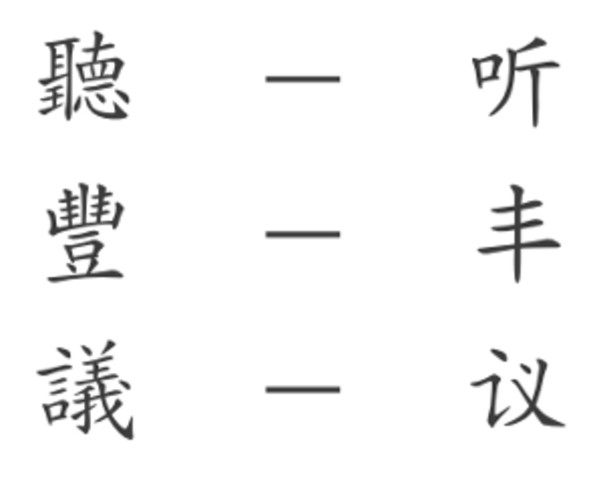 聽 — 听
豐 — 丰
議 — 议